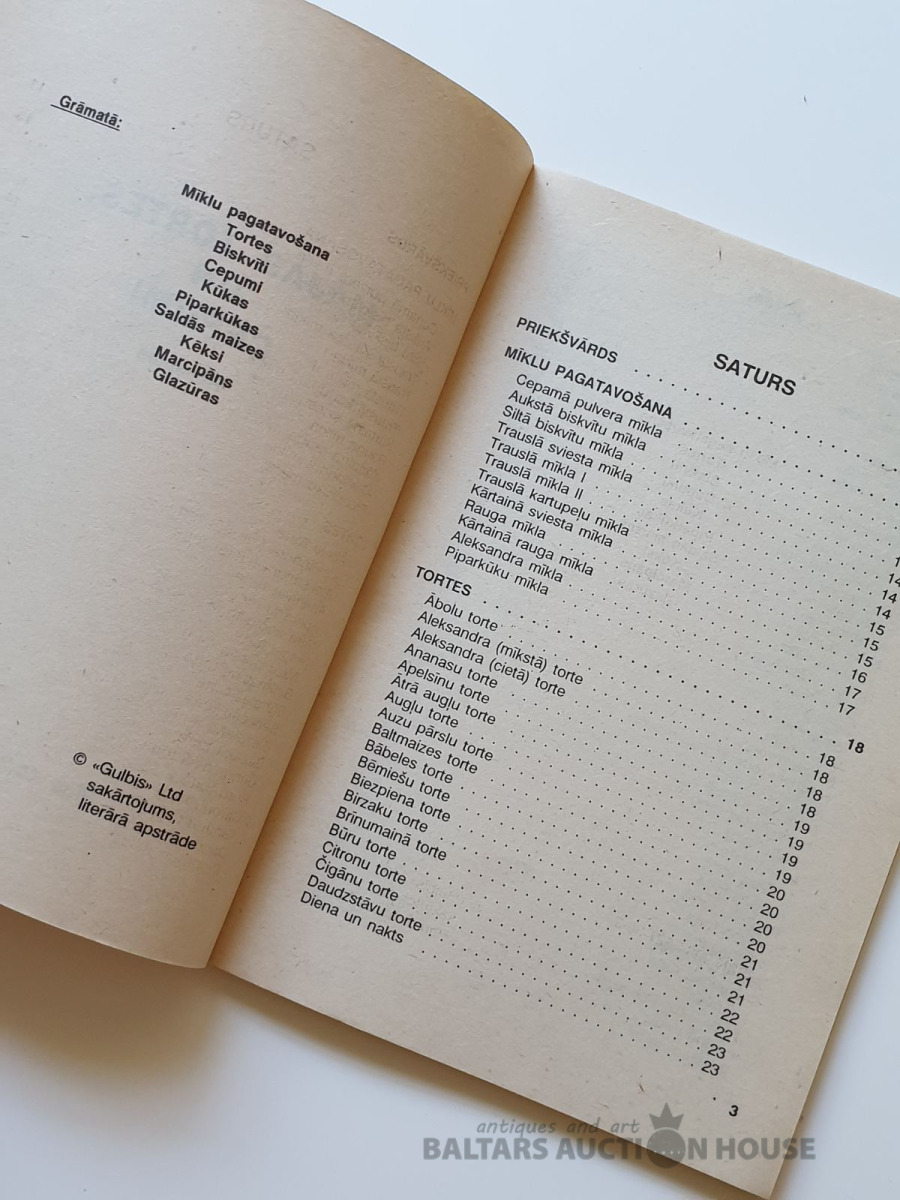 Grāmatā:
Mīklu pagatavošana
Tortes
Biskvīti
Cepumi
Kūkas
Piparkūkas
Saldās maizes
Kēksi
Marcipāns
Glazūras
© «Gulbis» Ltd
sakārtojums,
literārā apstrāde
SATURS
PRIEKŠVĀRDS
MĪKLU PAGATAVOŠANA
Cepamā pulvera mīkla
Aukstā biskvītu mīkla
Siltā biskvītu mīkla
Trauslā sviesta mīkla 14
Trauslā mīkla I 14
Trauslā mīkla II 14
Trauslā kartupeļu mīkla 15
Kārtainā sviesta mīkla 15
Rauga mīkla 15
Kārtainā rauga mīkla 16
Aleksandra mīkla 17
Piparkūku mīkla 17
TORTES 18
Ābolu torte 18
Aleksandra (mīkstā) torte 18
Aleksandra (cietā) torte 18
Ananasu torte 18
Apelsīnu torte 19
Ātrā augļu torte 19
Augļu torte 19
Auzu pārslu torte 19
Baltmaizes torte 20
Bābeles torte 20
Bēmiešu torte 20
Biezpiena torte 20
Birzaku torte 21
Brīnumainā torte 21
Būru torte 21
Citronu torte 22
Čigānu torte 22
Daudzstāvu torte 23
Diena un nakts 23
3
antiques and art
BALTARS AUCTION HOUSE